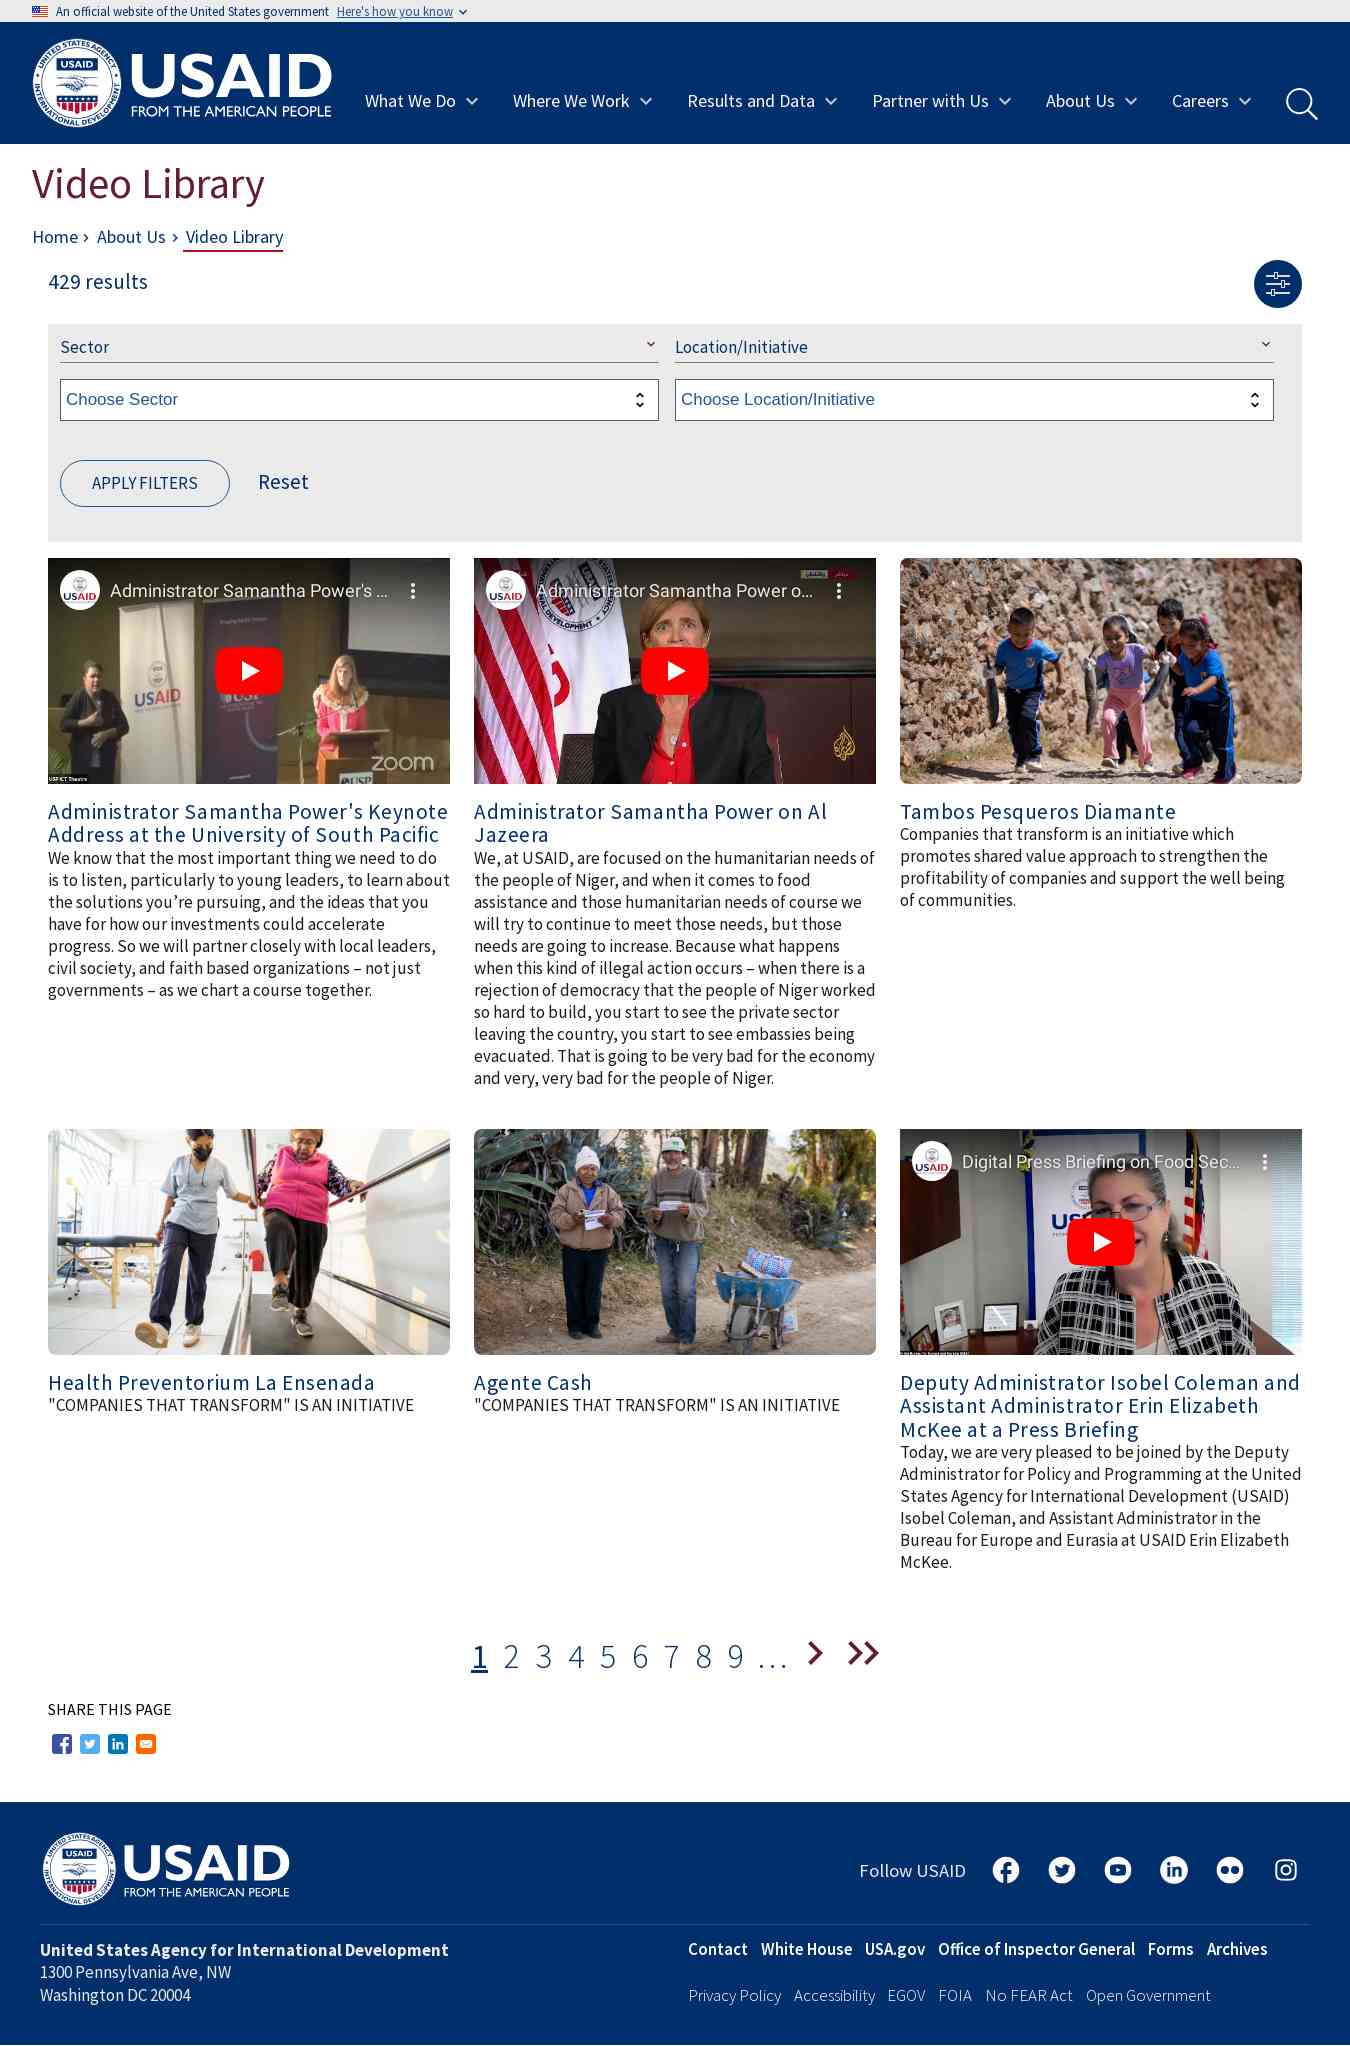 An official website of the United States government Here's how you know
UNITED STATES AGENCY
INTERNATIONAL DEVELOPMENT
USAID
USAID
FROM THE AMERICAN PEOPLE
What We Do
Where We Work
Results and Data
Partner with Us
About Us
Careers
Video Library
Home
About Us
Video Library
429 results
Sector
Location/Initiative
Choose Sector
Choose Location/Initiative
APPLY FILTERS
Reset
USAID
Administrator Samantha Power's ...
USAID
zoom
USP ICT Theatre
USP
USAID
Administrator Samantha Power o...
Administrator Samantha Power's Keynote
Address at the University of South Pacific
We know that the most important thing we need to do
is to listen, particularly to young leaders, to learn about
the solutions you’re pursuing, and the ideas that you
have for how our investments could accelerate
progress. So we will partner closely with local leaders,
civil society, and faith based organizations – not just
governments – as we chart a course together.
Administrator Samantha Power on Al
Jazeera
We, at USAID, are focused on the humanitarian needs of
the people of Niger, and when it comes to food
assistance and those humanitarian needs of course we
will try to continue to meet those needs, but those
needs are going to increase. Because what happens
when this kind of illegal action occurs – when there is a
rejection of democracy that the people of Niger worked
so hard to build, you start to see the private sector
leaving the country, you start to see embassies being
evacuated. That is going to be very bad for the economy
and very, very bad for the people of Niger.
Tambos Pesqueros Diamante
Companies that transform is an initiative which
promotes shared value approach to strengthen the
profitability of companies and support the well being
of communities.
USAID
Digital Press Briefing on Food Sec...
Health Preventorium La Ensenada
"COMPANIES THAT TRANSFORM" IS AN INITIATIVE
Agente Cash
"COMPANIES THAT TRANSFORM" IS AN INITIATIVE
Deputy Administrator Isobel Coleman and
Assistant Administrator Erin Elizabeth
McKee at a Press Briefing
Today, we are very pleased to be joined by the Deputy
Administrator for Policy and Programming at the United
States Agency for International Development (USAID)
Isobel Coleman, and Assistant Administrator in the
Bureau for Europe and Eurasia at USAID Erin Elizabeth
McKee.
1 2 3 4 5 6 7 8 9 …
SHARE THIS PAGE
UNITED STATES AGENCY
INTERNATIONAL DEVELOPMENT
USAID
USAID
FROM THE AMERICAN PEOPLE
Follow USAID
United States Agency for International Development
1300 Pennsylvania Ave, NW
Washington DC 20004
Contact White House USA.gov Office of Inspector General Forms Archives
Privacy Policy Accessibility EGOV FOIA No FEAR Act Open Government